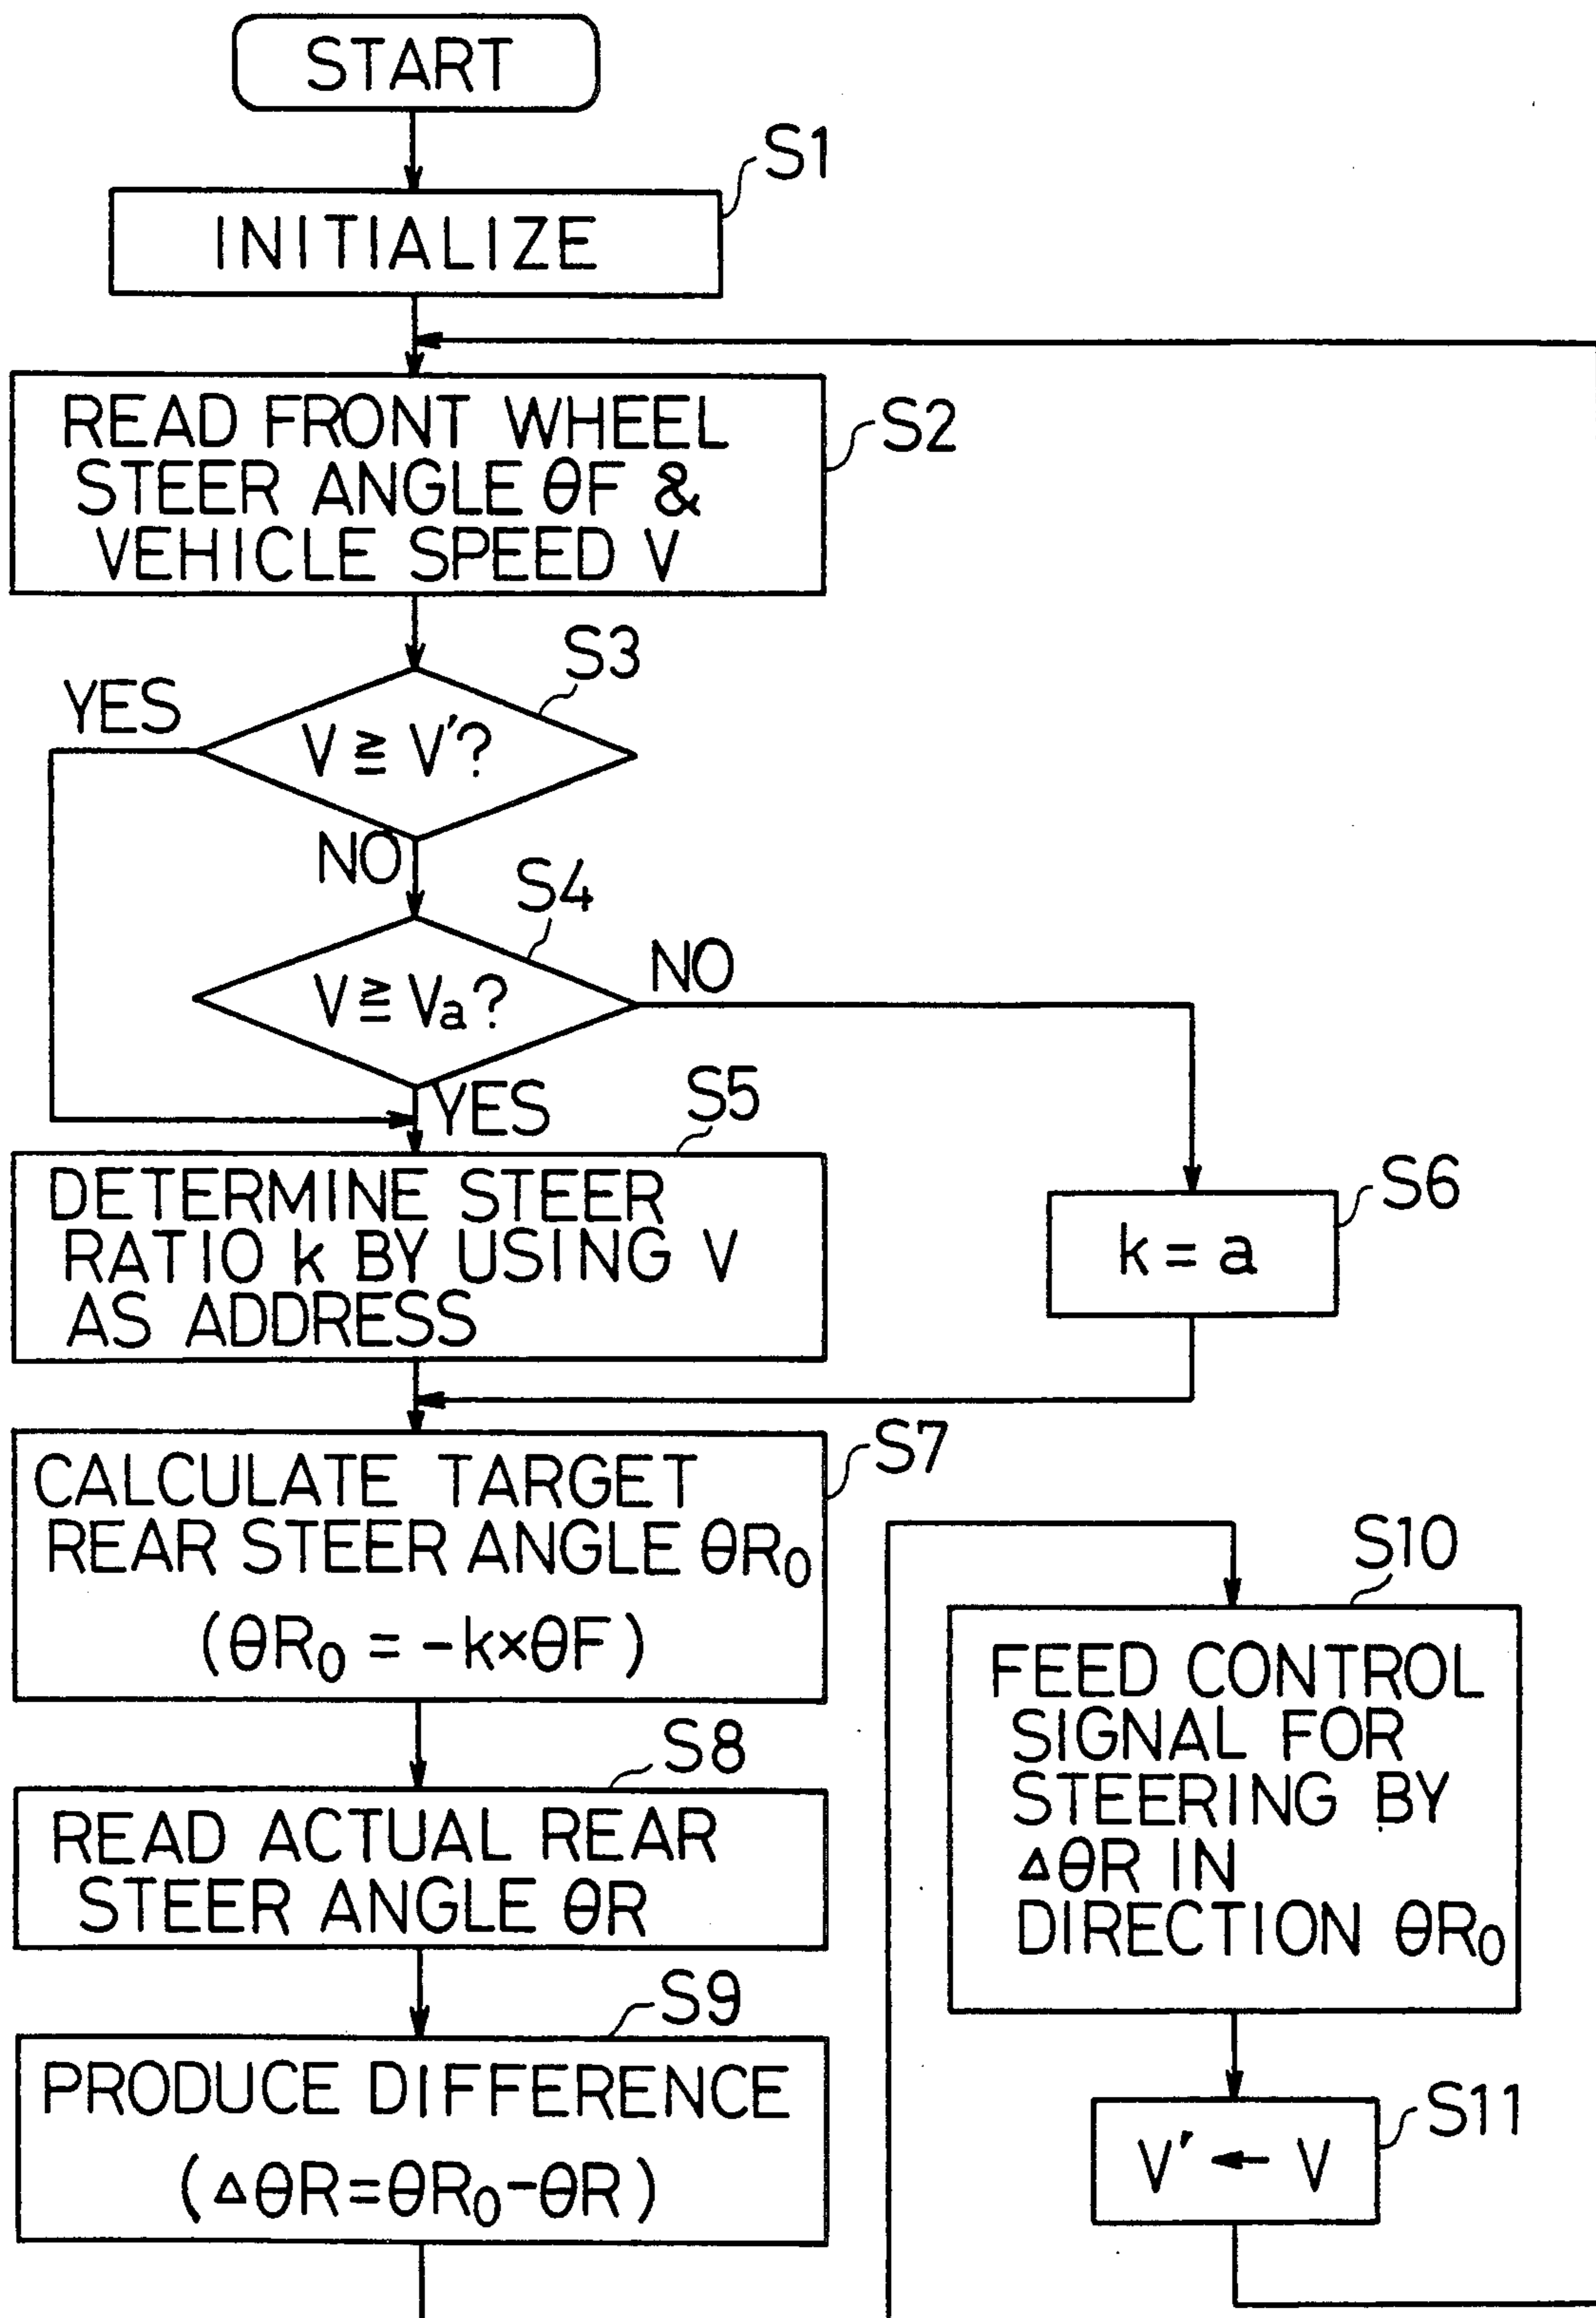 START
S1
INITIALIZE
READ FRONT WHEEL
STEER ANGLE θF &
VEHICLE SPEED V
S2
S3
YES
V ≧ V'?
NO
S4
V ≧ Va?
NO
YES
S5
DETERMINE STEER
RATIO k BY USING V
AS ADDRESS
S6
k = a
S7
CALCULATE TARGET
REAR STEER ANGLE θR₀
(θR₀ = -k×θF)
S8
READ ACTUAL REAR
STEER ANGLE θR
S9
PRODUCE DIFFERENCE
(ΔθR=θR₀-θR)
S10
FEED CONTROL
SIGNAL FOR
STEERING BY
ΔθR IN
DIRECTION θR₀
S11
V' ← V